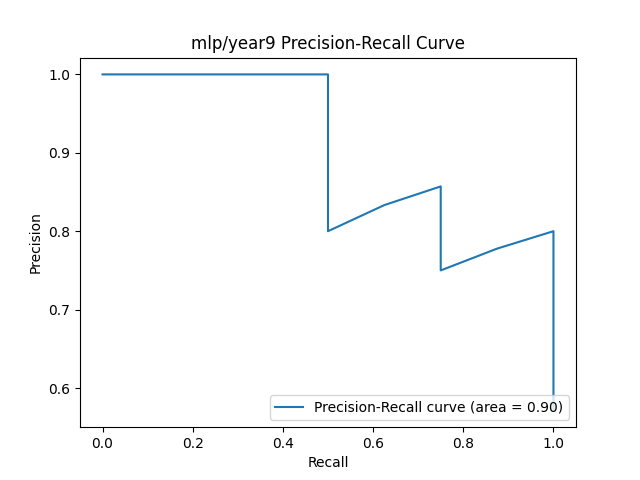 mlp/year9 Precision-Recall Curve
1.0
0.9
0.8
0.7
0.6
Precision
Precision-Recall curve (area = 0.90)
0.0 0.2 0.4 0.6 0.8 1.0
Recall